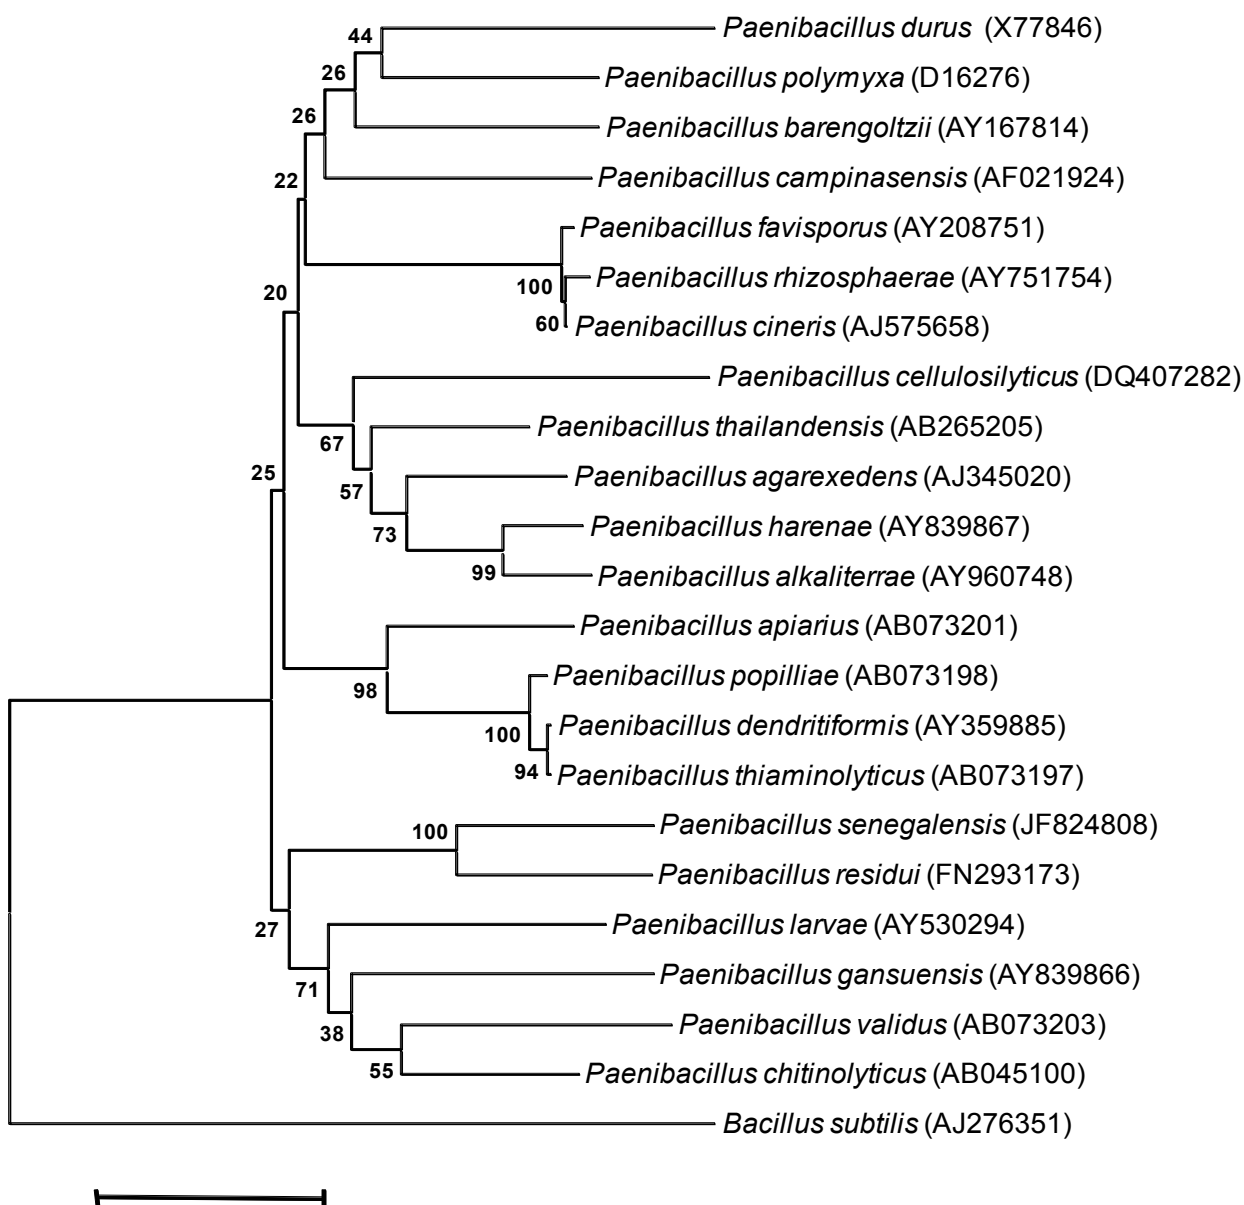 44
Paenibacillus durus (X77846)
26
Paenibacillus polymyxa (D16276)
26
Paenibacillus barengoltzii (AY167814)
22
Paenibacillus campinasensis (AF021924)
Paenibacillus favisporus (AY208751)
100
Paenibacillus rhizosphaerae (AY751754)
20
60
Paenibacillus cineris (AJ575658)
Paenibacillus cellulosilyticus (DQ407282)
67
Paenibacillus thailandensis (AB265205)
25
57
Paenibacillus agarexedens (AJ345020)
73
Paenibacillus harenae (AY839867)
99
Paenibacillus alkaliterrae (AY960748)
Paenibacillus apiarius (AB073201)
98
Paenibacillus popilliae (AB073198)
100
Paenibacillus dendritiformis (AY359885)
94
Paenibacillus thiaminolyticus (AB073197)
100
Paenibacillus senegalensis (JF824808)
Paenibacillus residui (FN293173)
27
Paenibacillus larvae (AY530294)
71
Paenibacillus gansuensis (AY839866)
38
Paenibacillus validus (AB073203)
55
Paenibacillus chitinolyticus (AB045100)
Bacillus subtilis (AJ276351)